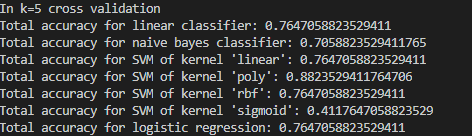 In k=5 cross validation
Total accuracy for linear classifier: 0.7647058823529411
Total accuracy for naive bayes classifier: 0.7058823529411765
Total accuracy for SVM of kernel 'linear': 0.7647058823529411
Total accuracy for SVM of kernel 'poly': 0.8823529411764706
Total accuracy for SVM of kernel 'rbf': 0.7647058823529411
Total accuracy for SVM of kernel 'sigmoid': 0.4117647058823529
Total accuracy for logistic regression: 0.7647058823529411